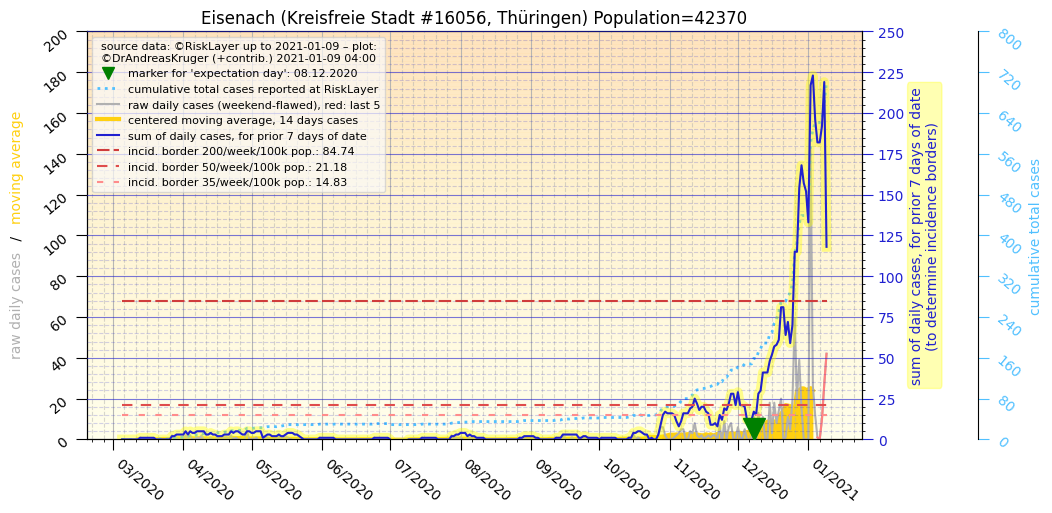 Eisenach (Kreisfreie Stadt #16056, Thüringen) Population=42370
source data: ©RiskLayer up to 2021-01-09 – plot:
©DrAndreasKruger (+contrib.) 2021-01-09 04:00
marker for 'expectation day': 08.12.2020
cumulative total cases reported at RiskLayer
raw daily cases (weekend-flawed), red: last 5
centered moving average, 14 days cases
sum of daily cases, for prior 7 days of date
incid. border 200/week/100k pop.: 84.74
incid. border 50/week/100k pop.: 21.18
incid. border 35/week/100k pop.: 14.83
raw daily cases / moving average
200
180
160
140
120
100
80
60
40
20
0
03/2020
04/2020
05/2020
06/2020
07/2020
08/2020
09/2020
10/2020
11/2020
12/2020
01/2021
250
225
200
175
150
125
100
75
50
25
0
sum of daily cases, for prior 7 days of date
(to determine incidence borders)
800
720
640
560
480
400
320
240
160
80
0
cumulative total cases